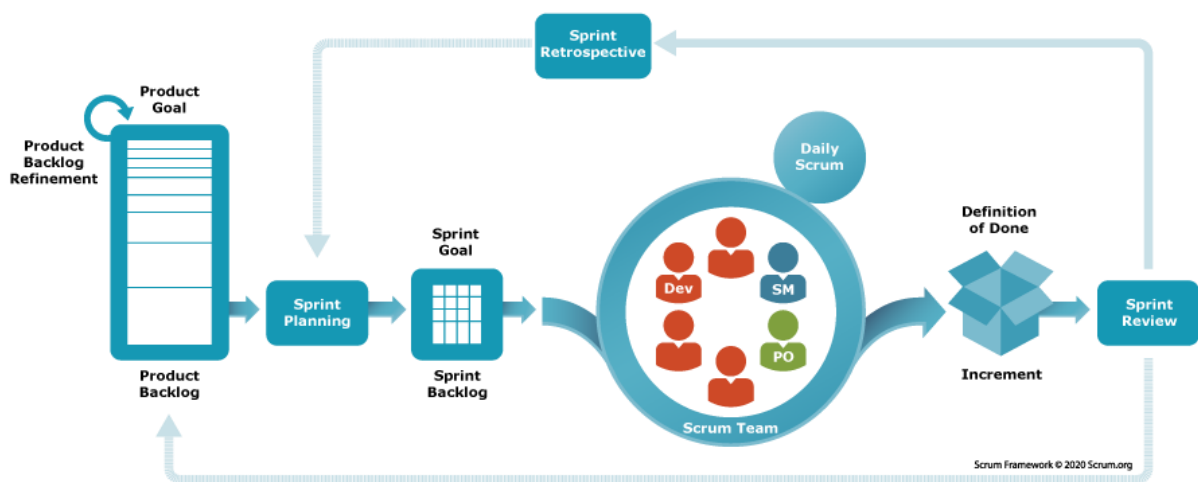 Sprint
Retrospective
Product
Goal
Product
Backlog
Refinement
Daily
Scrum
Definition
of Done
Sprint
Goal
Dev
SM
Sprint
Planning
Sprint
Review
PO
Product
Backlog
Sprint
Backlog
Increment
Scrum Team
Scrum Framework © 2020 Scrum.org